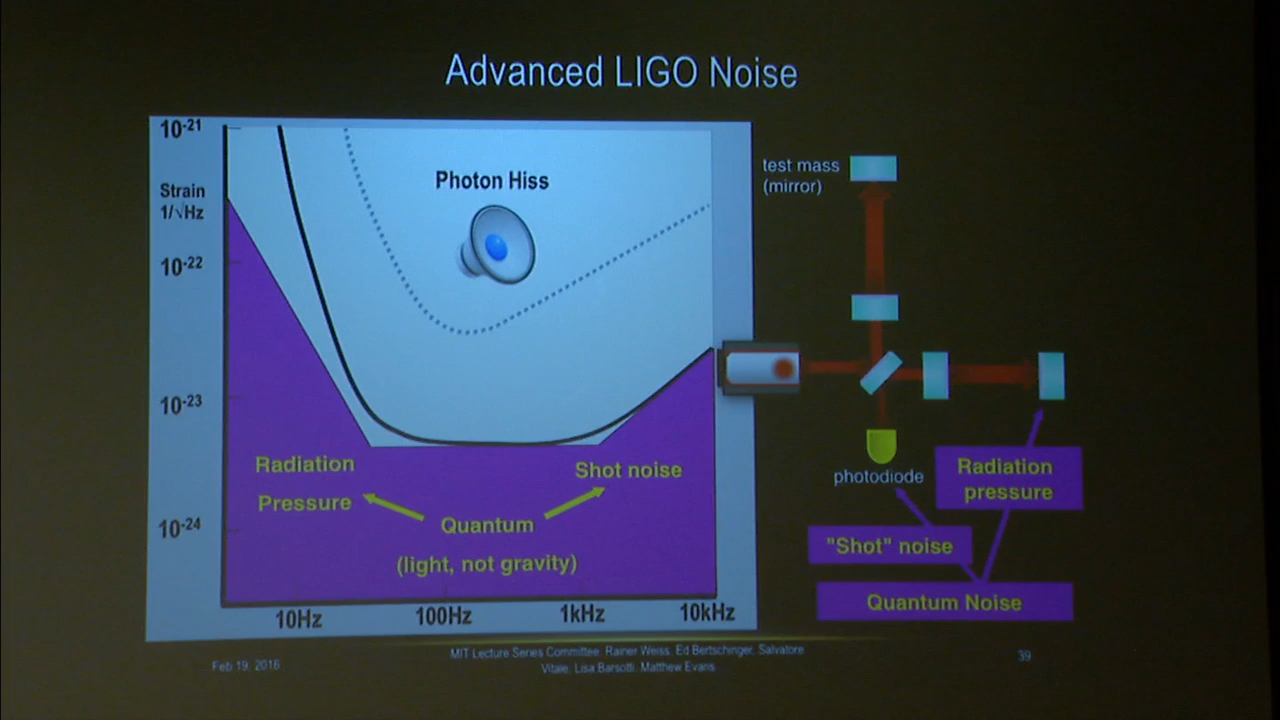 Advanced LIGO Noise
10-21
Strain
1/√Hz
10-22
10-23
10-24
Photon Hiss
Radiation
Pressure
Shot noise
Quantum
(light, not gravity)
10Hz 100Hz 1kHz 10kHz
test mass
(mirror)
photodiode
Radiation
pressure
"Shot" noise
Quantum Noise
Feb 19, 2016
MIT Lecture Series Committee: Rainer Weiss, Ed Bertschinger, Salvatore
Vitale, Lisa Barsotti, Matthew Evans
39